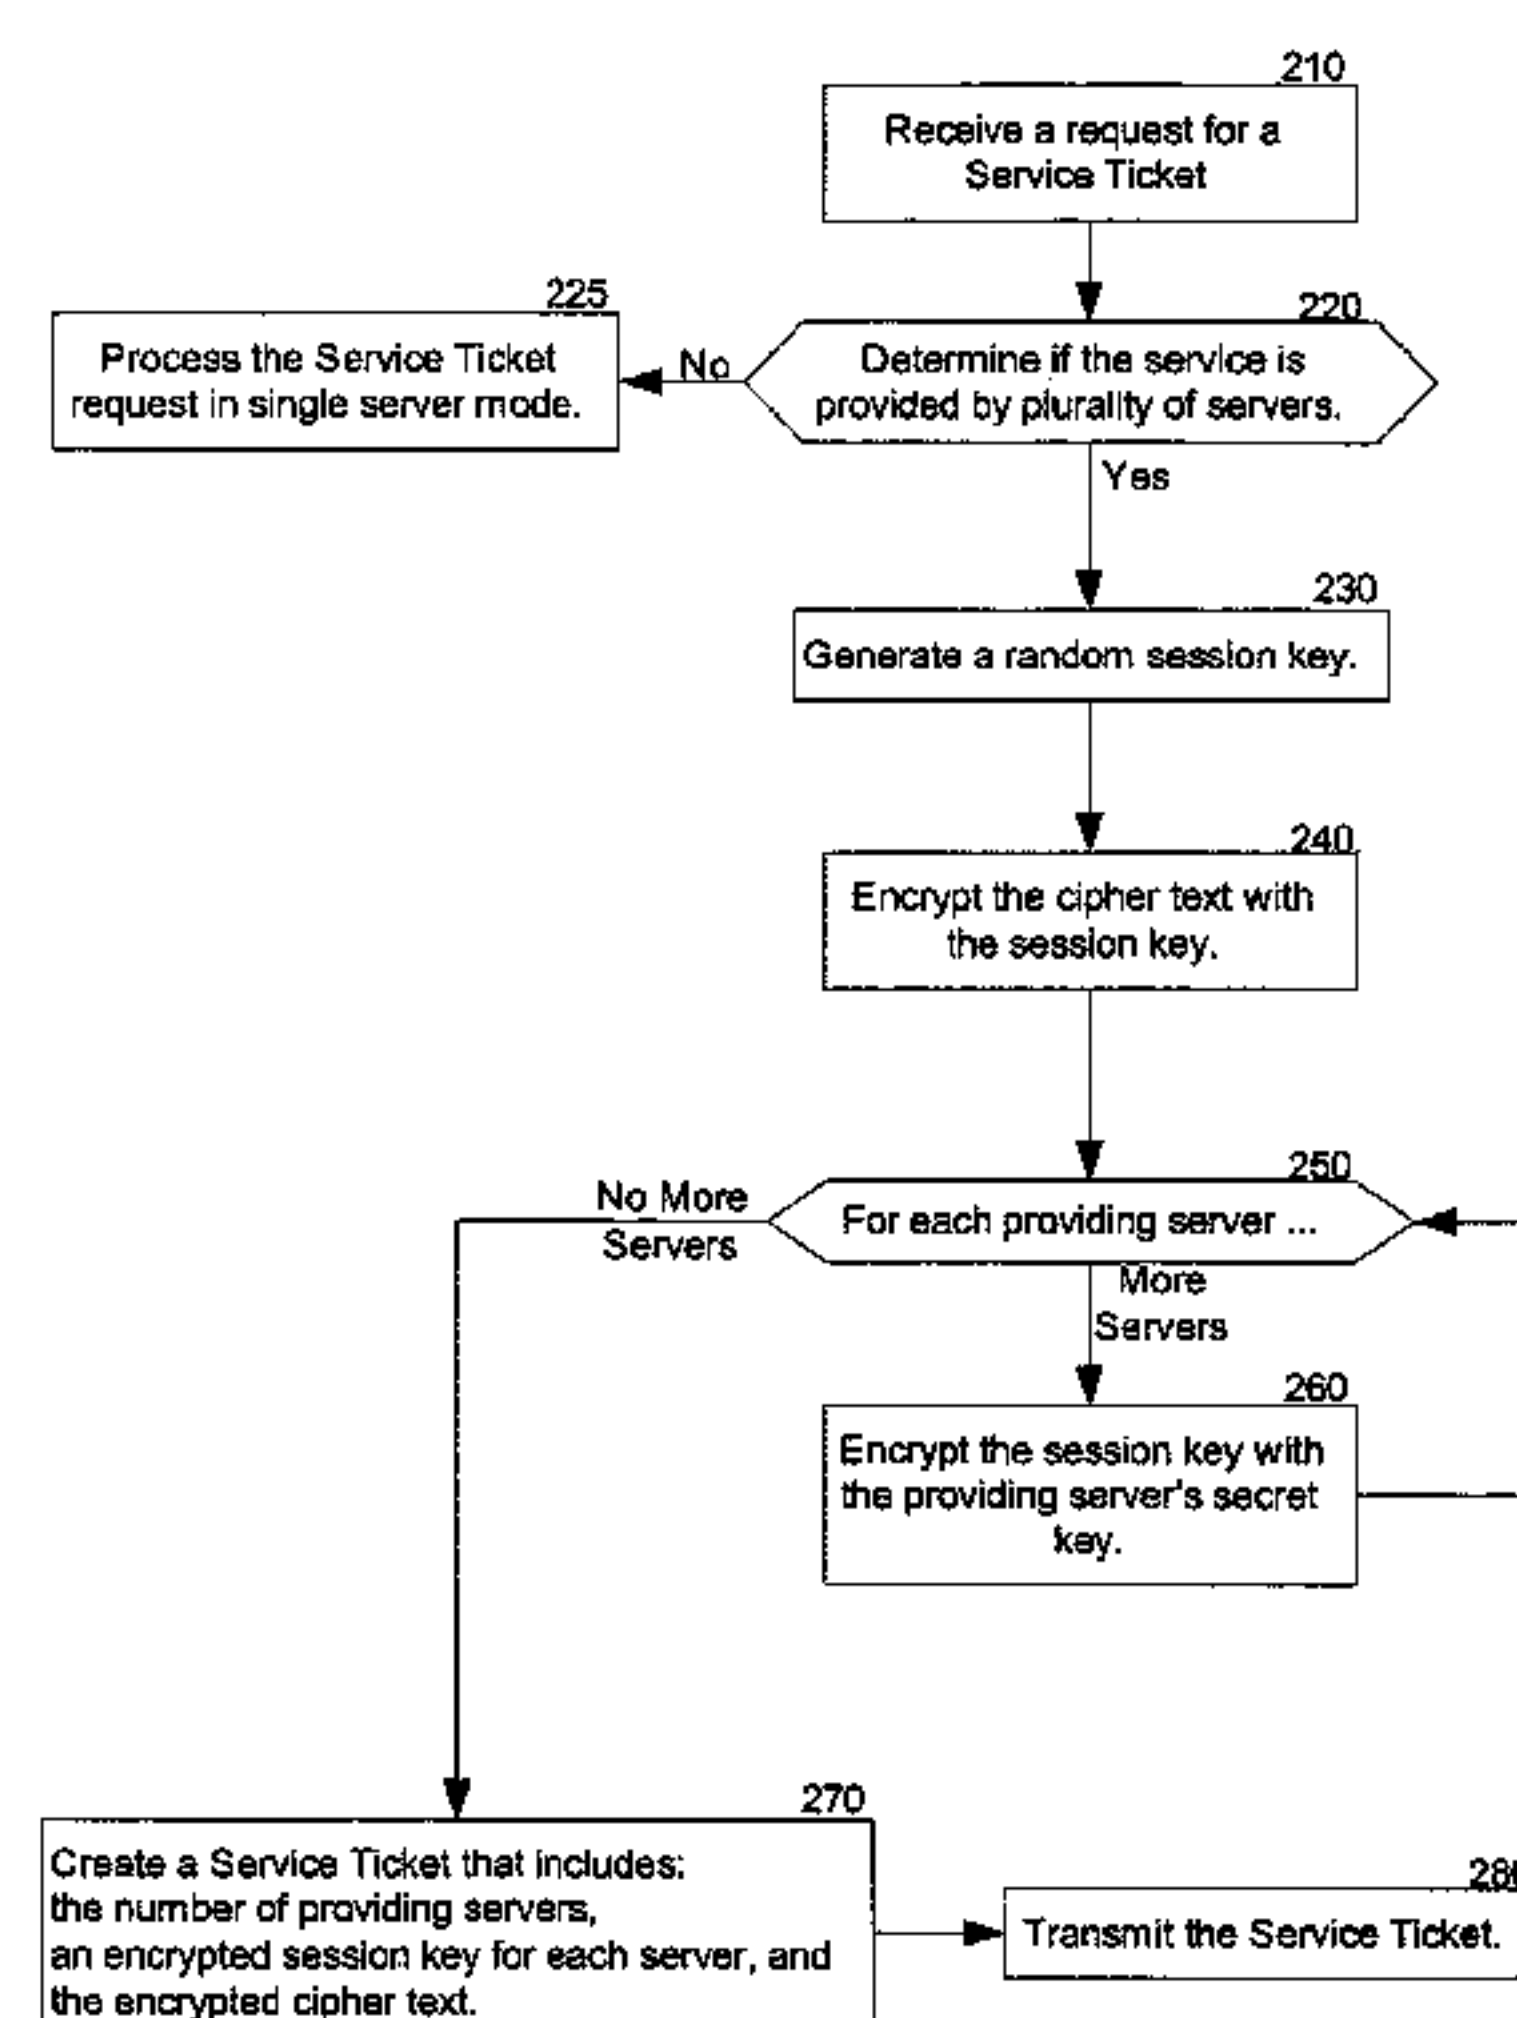 210
Receive a request for a
Service Ticket
225
Process the Service Ticket
request in single server mode.
No
220
Determine if the service is
provided by plurality of servers.
Yes
230
Generate a random session key.
240
Encrypt the cipher text with
the session key.
250
For each providing server ...
No More
Servers
More
Servers
260
Encrypt the session key with
the providing server's secret
key.
270
Create a Service Ticket that includes:
the number of providing servers,
an encrypted session key for each server, and
the encrypted cipher text.
Transmit the Service Ticket.